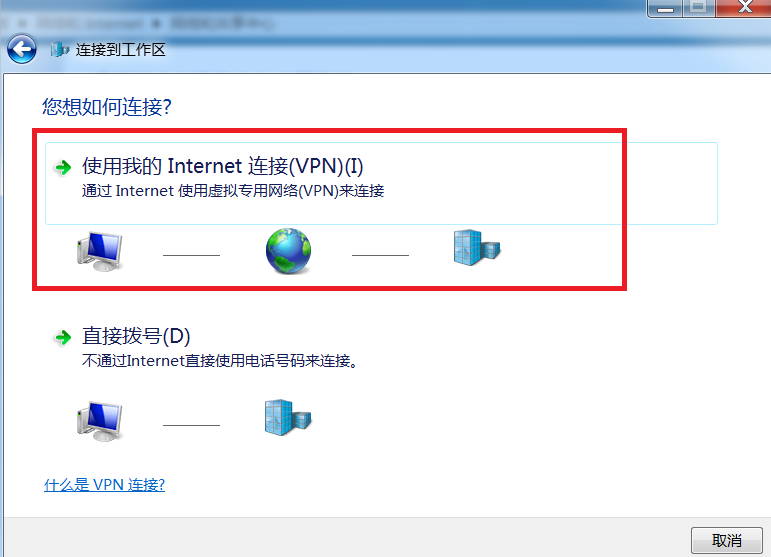 连接到工作区
您想如何连接?
使用我的 Internet 连接(VPN)(I)
通过 Internet 使用虚拟专用网络(VPN)来连接
直接拨号(D)
不通过Internet直接使用电话号码来连接。
什么是 VPN 连接?
取消